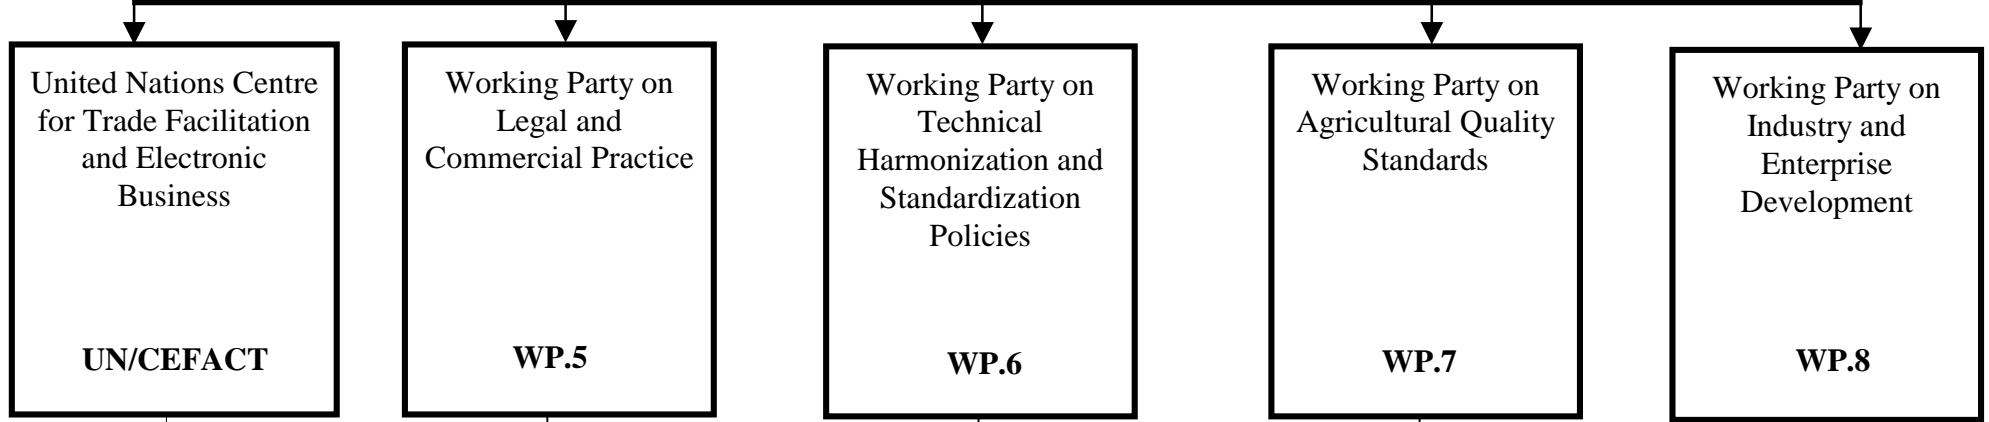 United Nations Centre
for Trade Facilitation
and Electronic
Business
UN/CEFACT
Working Party on
Legal and
Commercial Practice
WP.5
Working Party on
Technical
Harmonization and
Standardization
Policies
WP.6
Working Party on
Agricultural Quality
Standards
WP.7
Working Party on
Industry and
Enterprise
Development
WP.8